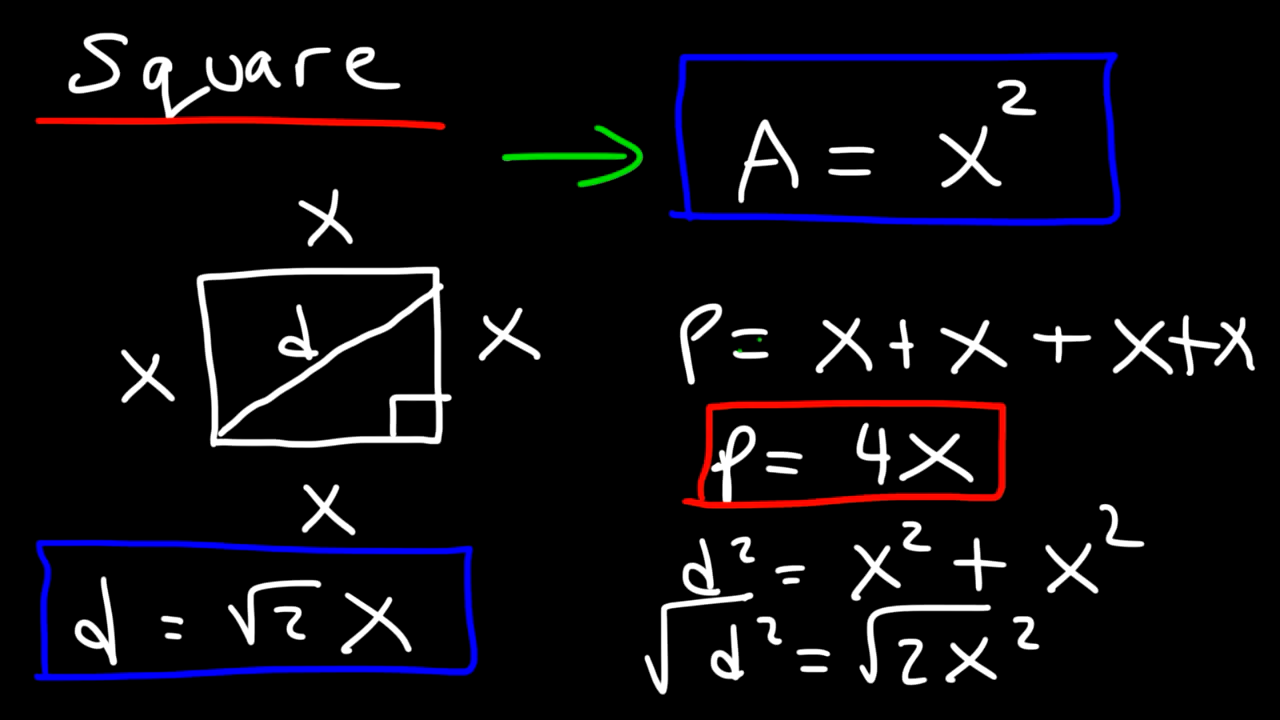 Square
A = x²
x
d
x
x
x
d = √2 x
P = x + x + x + x
P = 4x
d² = x² + x²
√d² = √2x²